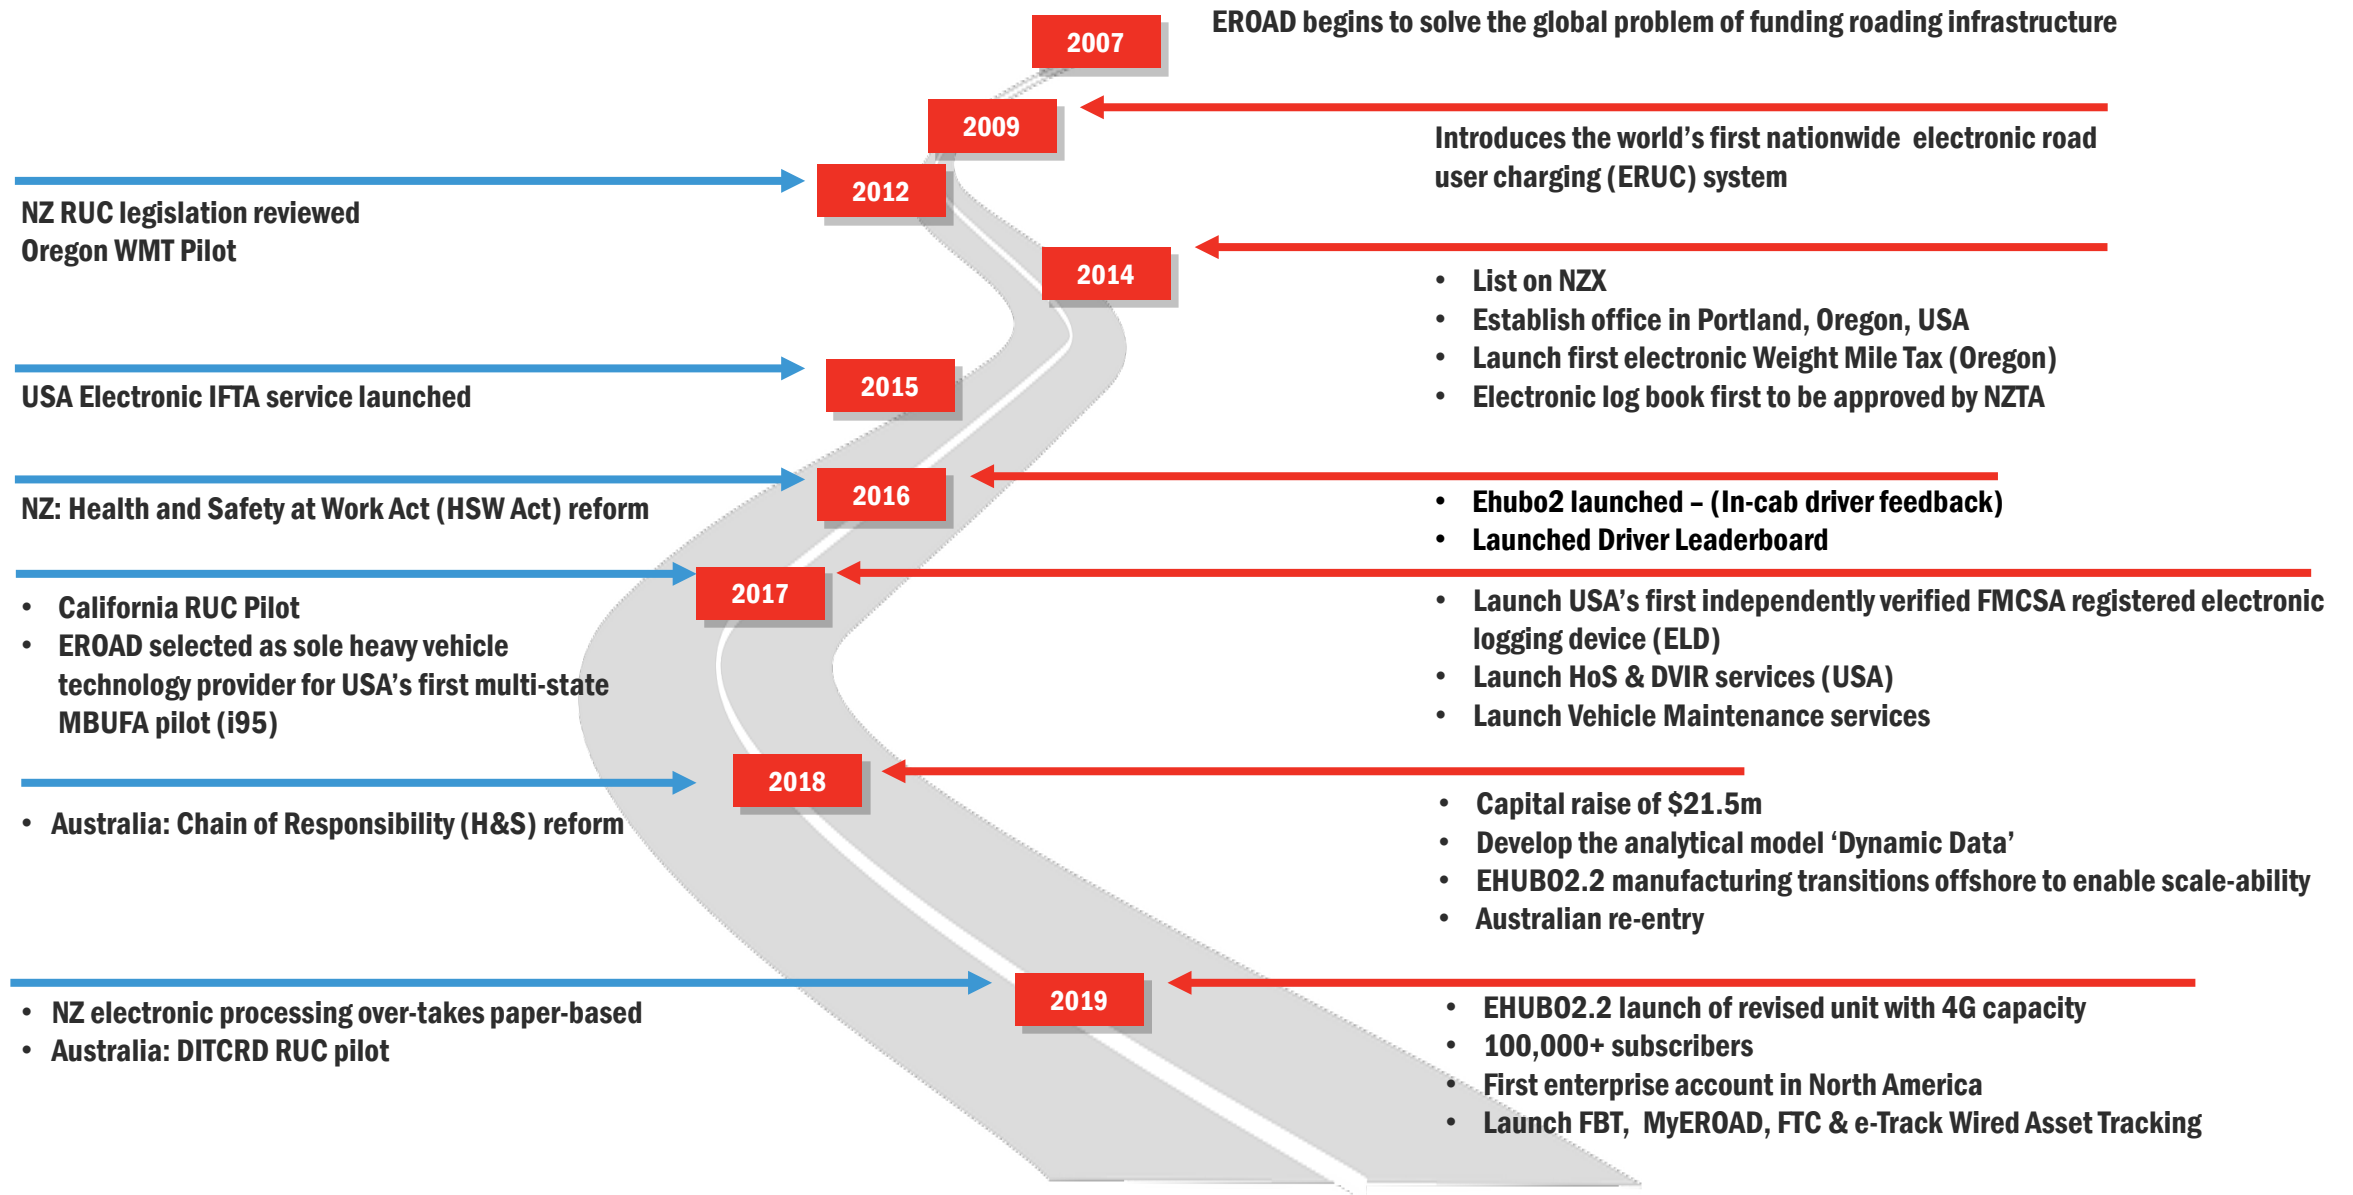 2007
EROAD begins to solve the global problem of funding roading infrastructure
2009
Introduces the world’s first nationwide electronic road
user charging (ERUC) system
2012
NZ RUC legislation reviewed
Oregon WMT Pilot
2014
• List on NZX
• Establish office in Portland, Oregon, USA
• Launch first electronic Weight Mile Tax (Oregon)
• Electronic log book first to be approved by NZTA
2015
USA Electronic IFTA service launched
2016
NZ: Health and Safety at Work Act (HSW Act) reform
• Ehubo2 launched – (In-cab driver feedback)
• Launched Driver Leaderboard
2017
• California RUC Pilot
• EROAD selected as sole heavy vehicle
technology provider for USA’s first multi-state
MBUFA pilot (i95)
• Launch USA’s first independently verified FMCSA registered electronic
logging device (ELD)
• Launch HoS & DVIR services (USA)
• Launch Vehicle Maintenance services
2018
• Australia: Chain of Responsibility (H&S) reform
• Capital raise of $21.5m
• Develop the analytical model ‘Dynamic Data’
• EHUBO2.2 manufacturing transitions offshore to enable scale-ability
• Australian re-entry
2019
• NZ electronic processing over-takes paper-based
• Australia: DITCRD RUC pilot
• EHUBO2.2 launch of revised unit with 4G capacity
• 100,000+ subscribers
• First enterprise account in North America
• Launch FBT, MyEROAD, FTC & e-Track Wired Asset Tracking